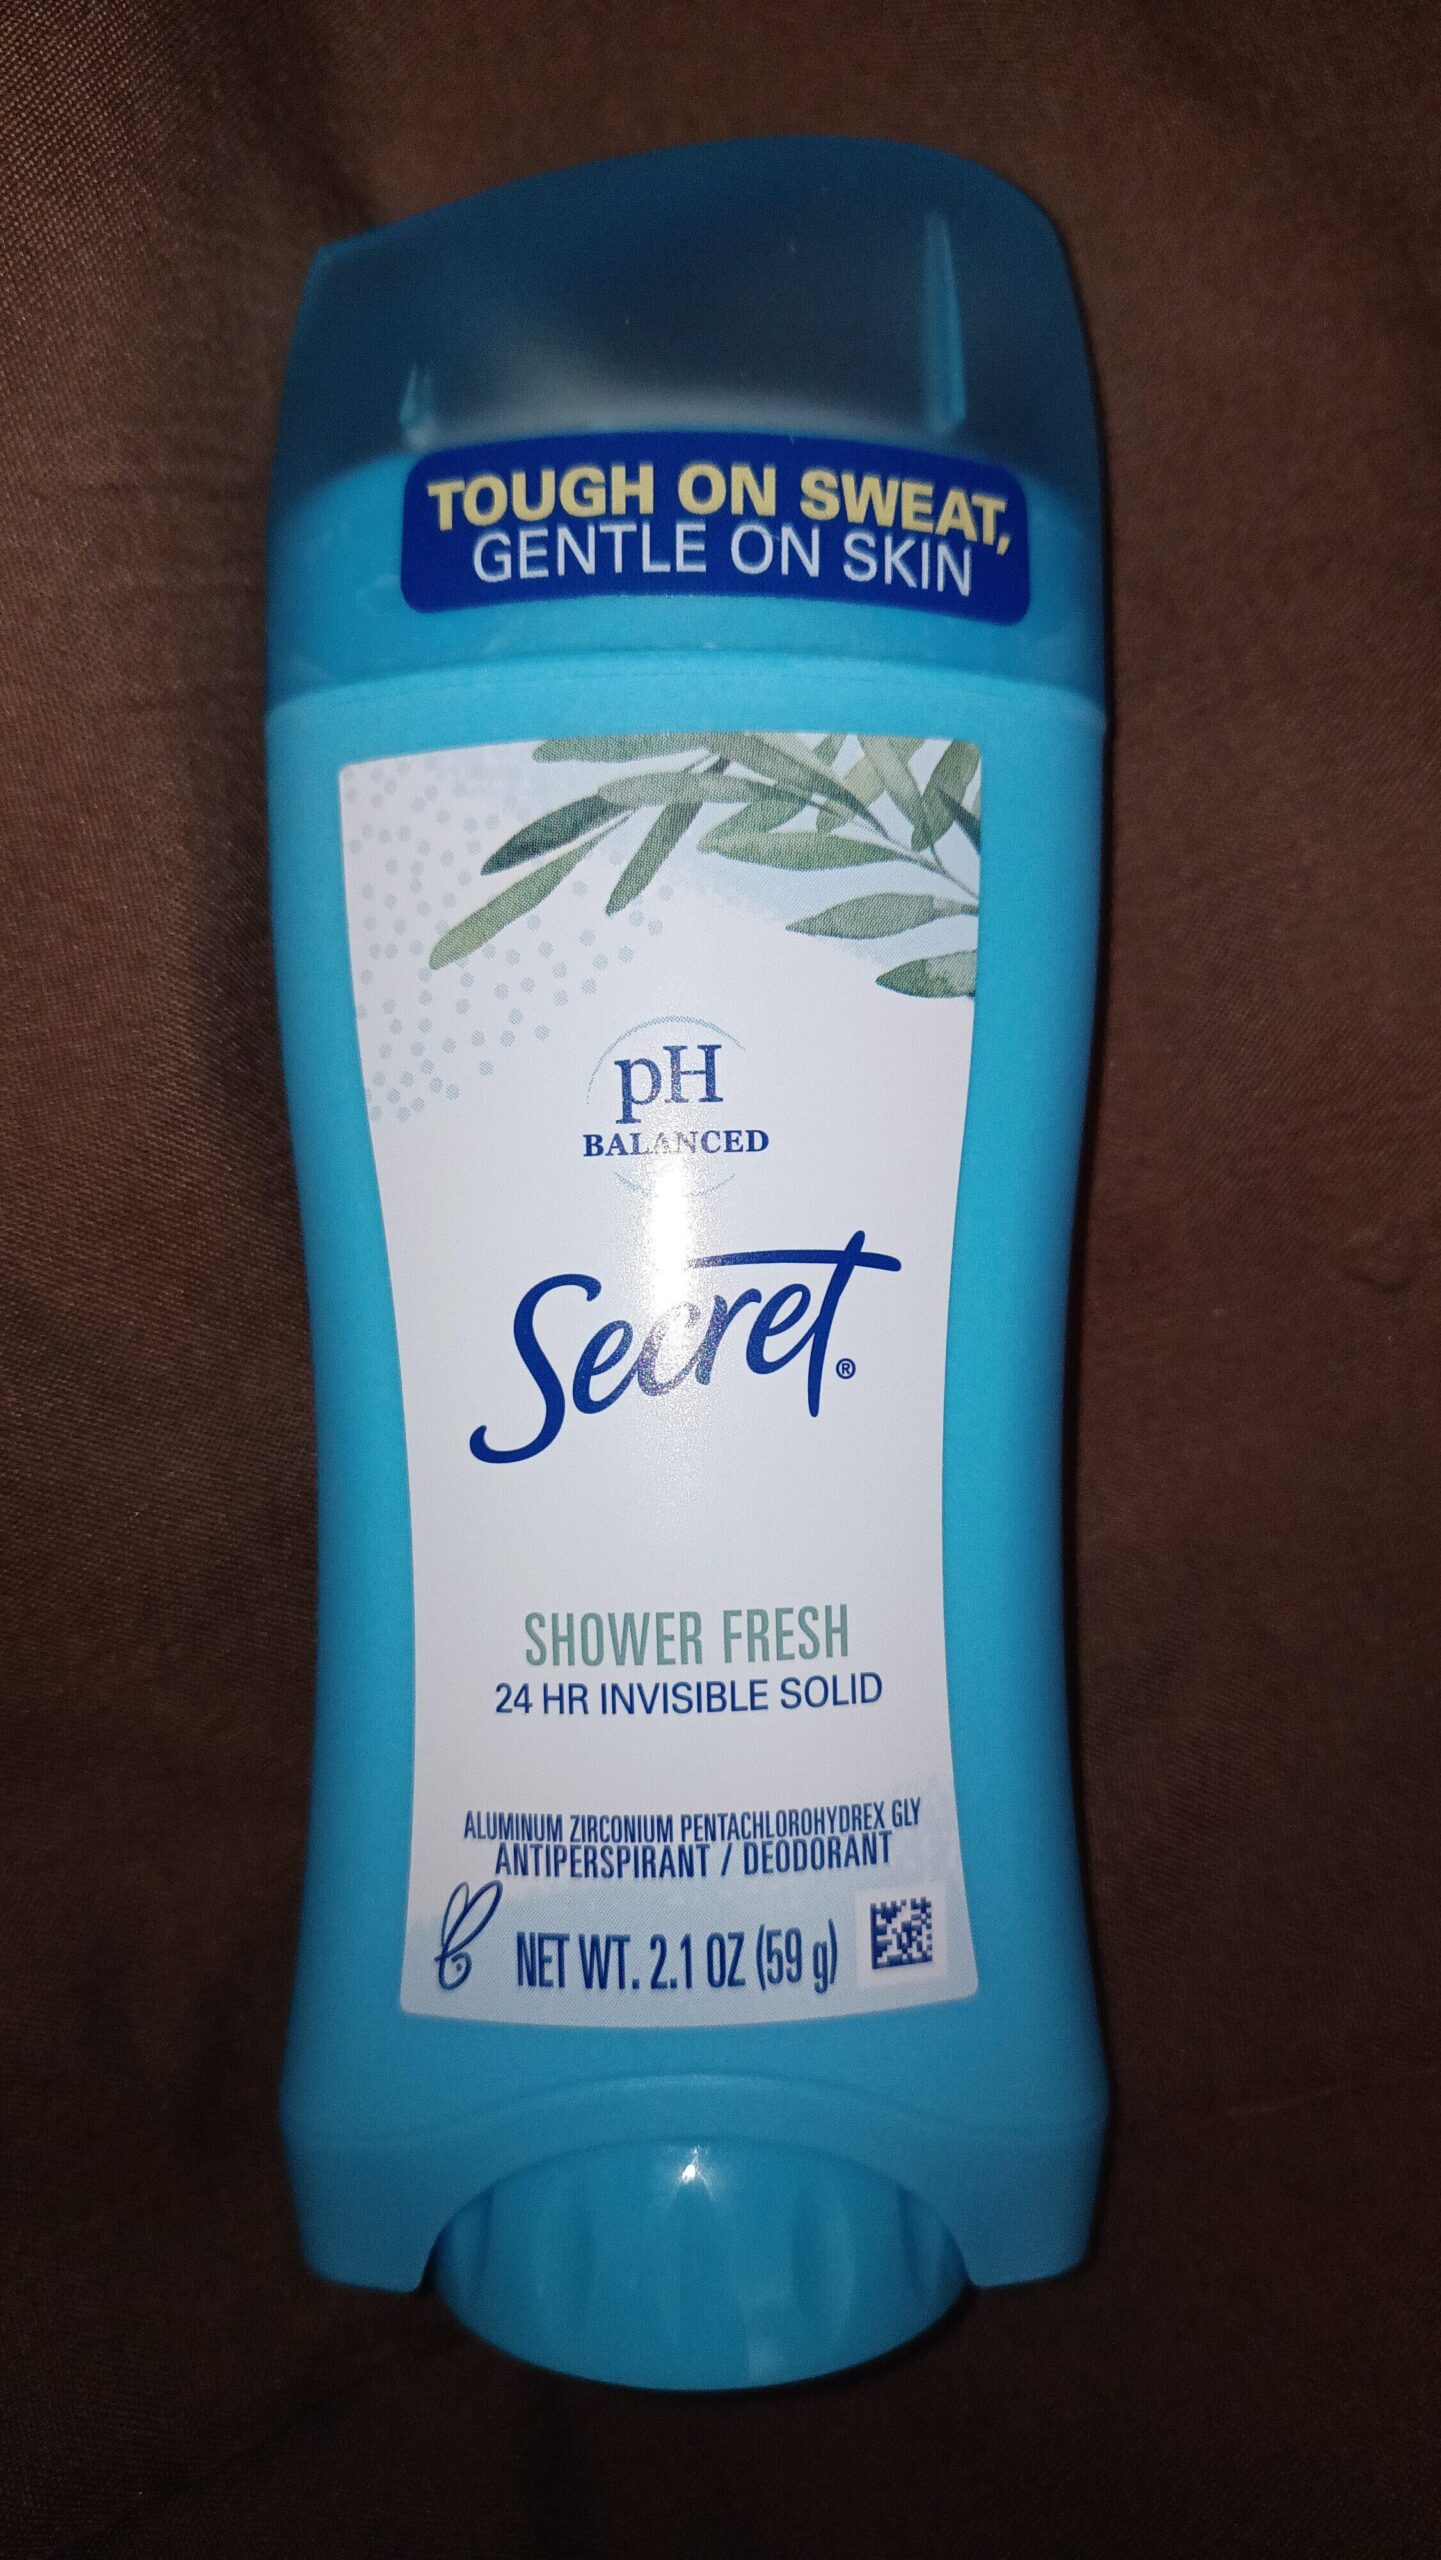 TOUGH ON SWEAT,
GENTLE ON SKIN
pH
BALANCED
Secret®
SHOWER FRESH
24 HR INVISIBLE SOLID
ALUMINUM ZIRCONIUM PENTACHLOROHYDREX GLY
ANTIPERSPIRANT / DEODORANT
NET WT. 2.1 OZ (59 g)